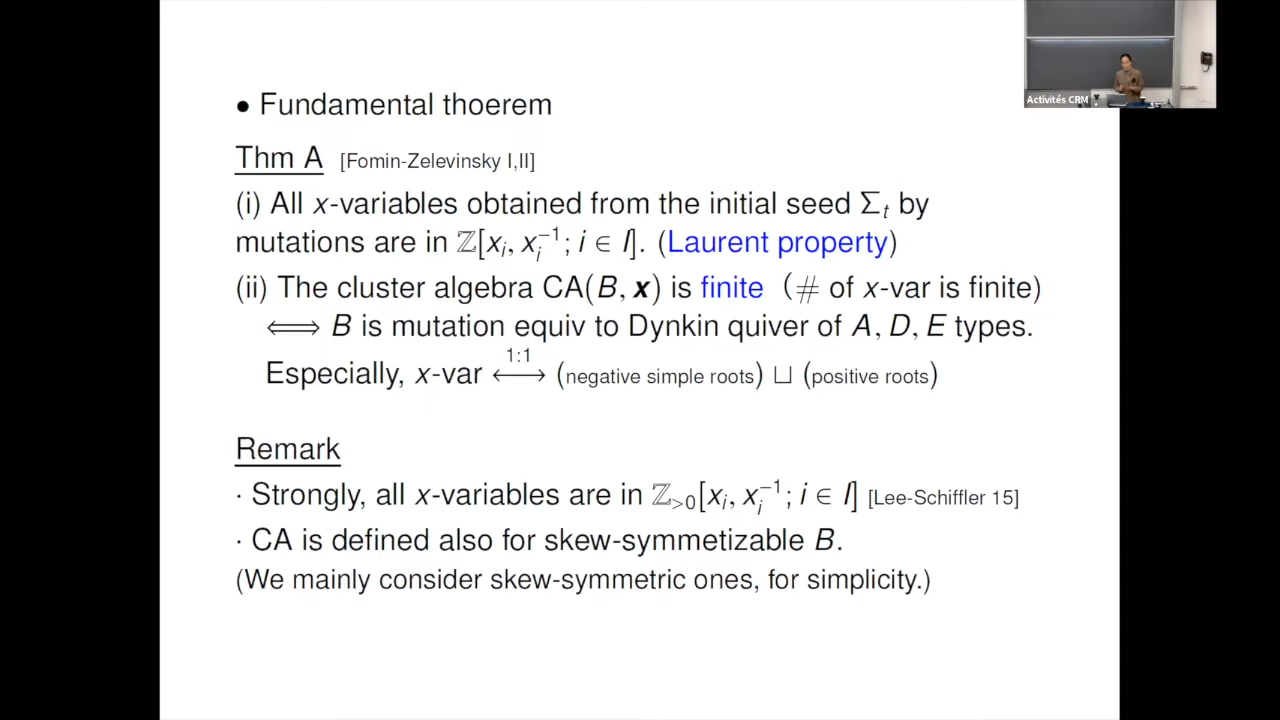 Activités CRM
• Fundamental thoerem
Thm A [Fomin-Zelevinsky I,II]
(i) All x-variables obtained from the initial seed Σ_t by
mutations are in ℤ[x_i, x_i^{-1}; i ∈ I]. (Laurent property)
(ii) The cluster algebra CA(B, x) is finite (# of x-var is finite)
⟺ B is mutation equiv to Dynkin quiver of A, D, E types.
Especially, x-var ⟷^{1:1} (negative simple roots) ⊔ (positive roots)
Remark
· Strongly, all x-variables are in ℤ_{>0}[x_i, x_i^{-1}; i ∈ I] [Lee-Schiffler 15]
· CA is defined also for skew-symmetizable B.
(We mainly consider skew-symmetric ones, for simplicity.)